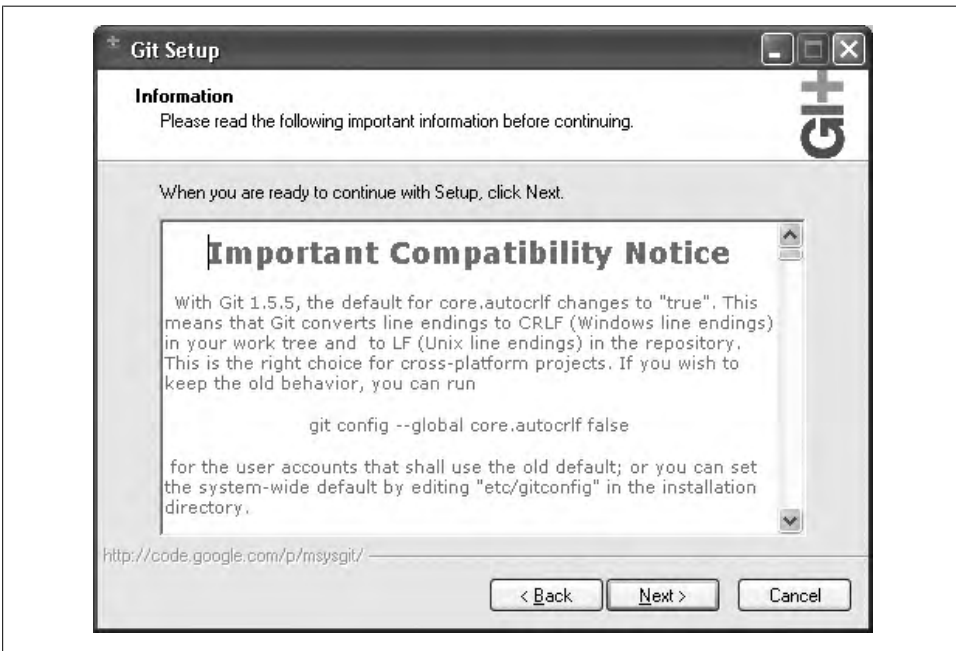 Git Setup
Information
Please read the following important information before continuing.
GIT
When you are ready to continue with Setup, click Next.
Important Compatibility Notice
With Git 1.5.5, the default for core.autocrlf changes to "true". This
means that Git converts line endings to CRLF (Windows line endings)
in your work tree and to LF (Unix line endings) in the repository.
This is the right choice for cross-platform projects. If you wish to
keep the old behavior, you can run
git config --global core.autocrlf false
for the user accounts that shall use the old default; or you can set
the system-wide default by editing "etc/gitconfig" in the installation
directory.
http://code.google.com/p/msysgit/
< Back
Next >
Cancel